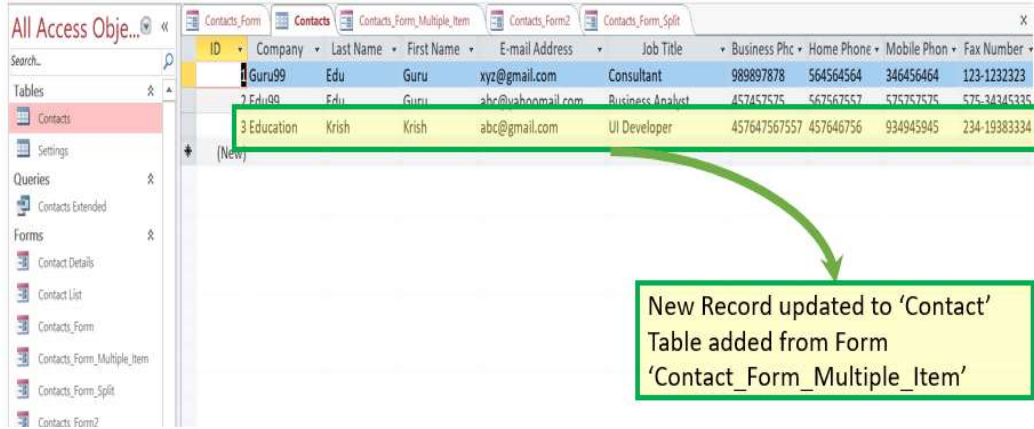 All Access Obje...
Search...
Tables
Contacts
Settings
Queries
Contacts Extended
Forms
Contact Details
Contact List
Contacts_Form
Contacts_Form_Multiple_Item
Contacts_Form_Split
Contacts_Form2
Contacts_Form Contacts Contacts_Form_Multiple_Item Contacts_Form2 Contacts_Form_Split
ID Company Last Name First Name E-mail Address Job Title Business Phc Home Phone Mobile Phon Fax Number
1 Guru99 Edu Guru xyz@gmail.com Consultant 989897878 564564564 346456464 123-1232323
2 Edu99 Edu Guru abc@yahoomail.com Business Analyst 457457575 567567557 575757575 575-34345335
3 Education Krish Krish abc@gmail.com UI Developer 457647567557 457646756 934945945 234-19383334
(New)
New Record updated to ‘Contact’
Table added from Form
‘Contact_Form_Multiple_Item’